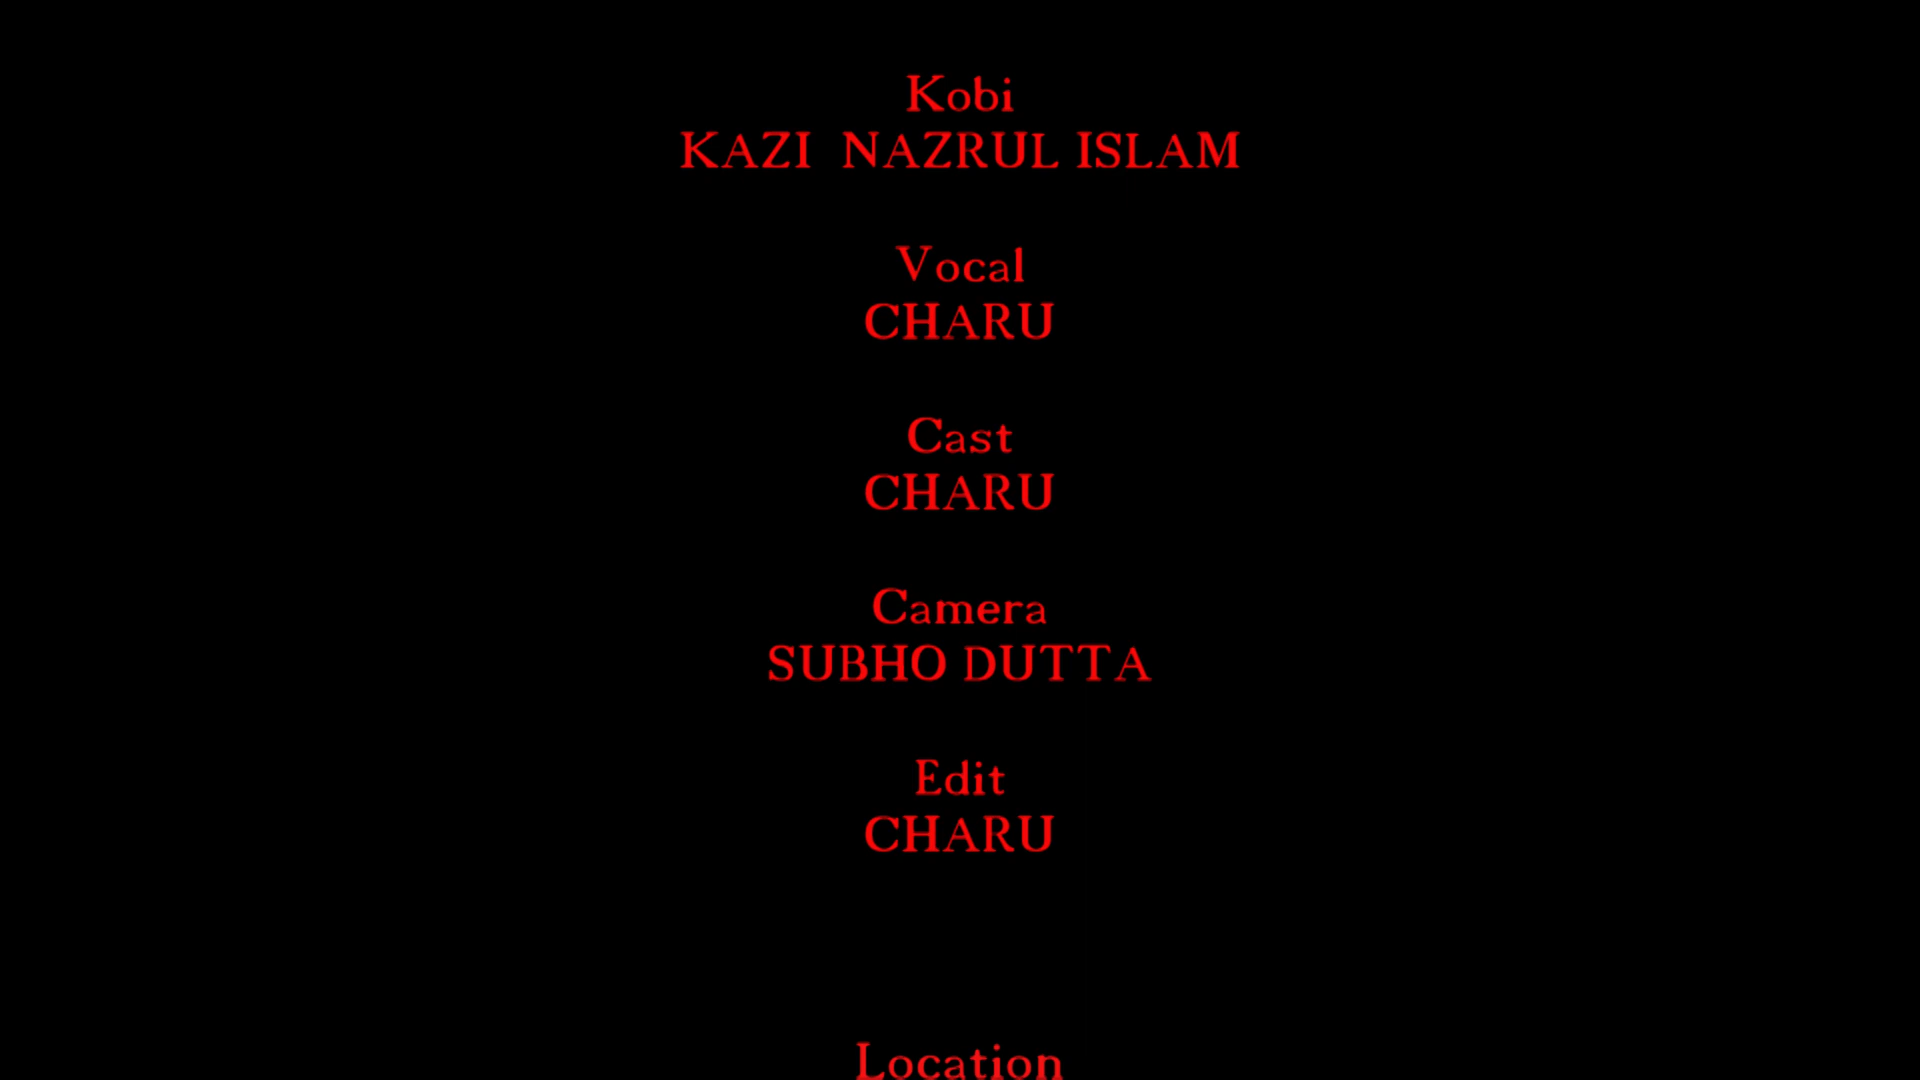 Kobi
KAZI  NAZRUL ISLAM
Vocal
CHARU
Cast
CHARU
Camera
SUBHO DUTTA
Edit
CHARU
Location